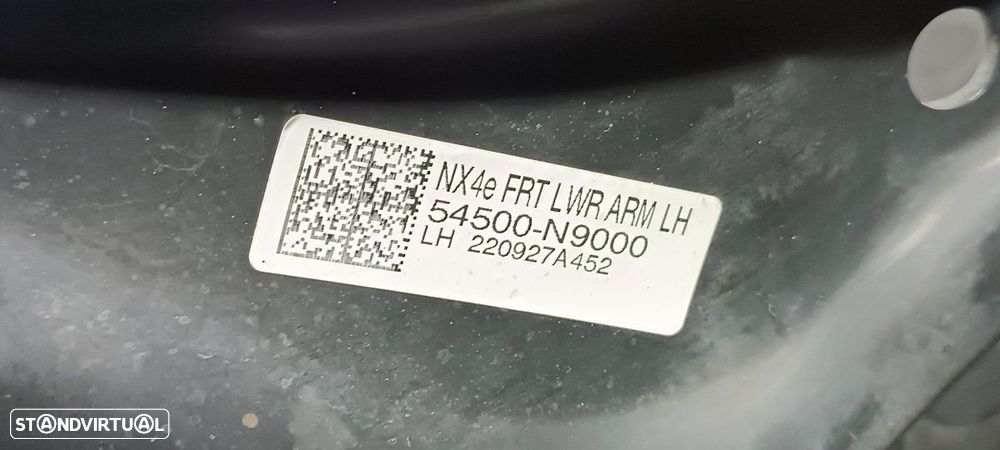 NX4e FRT LWR ARM LH
54500-N9000
LH 220927A452
STANDVIRTUAL